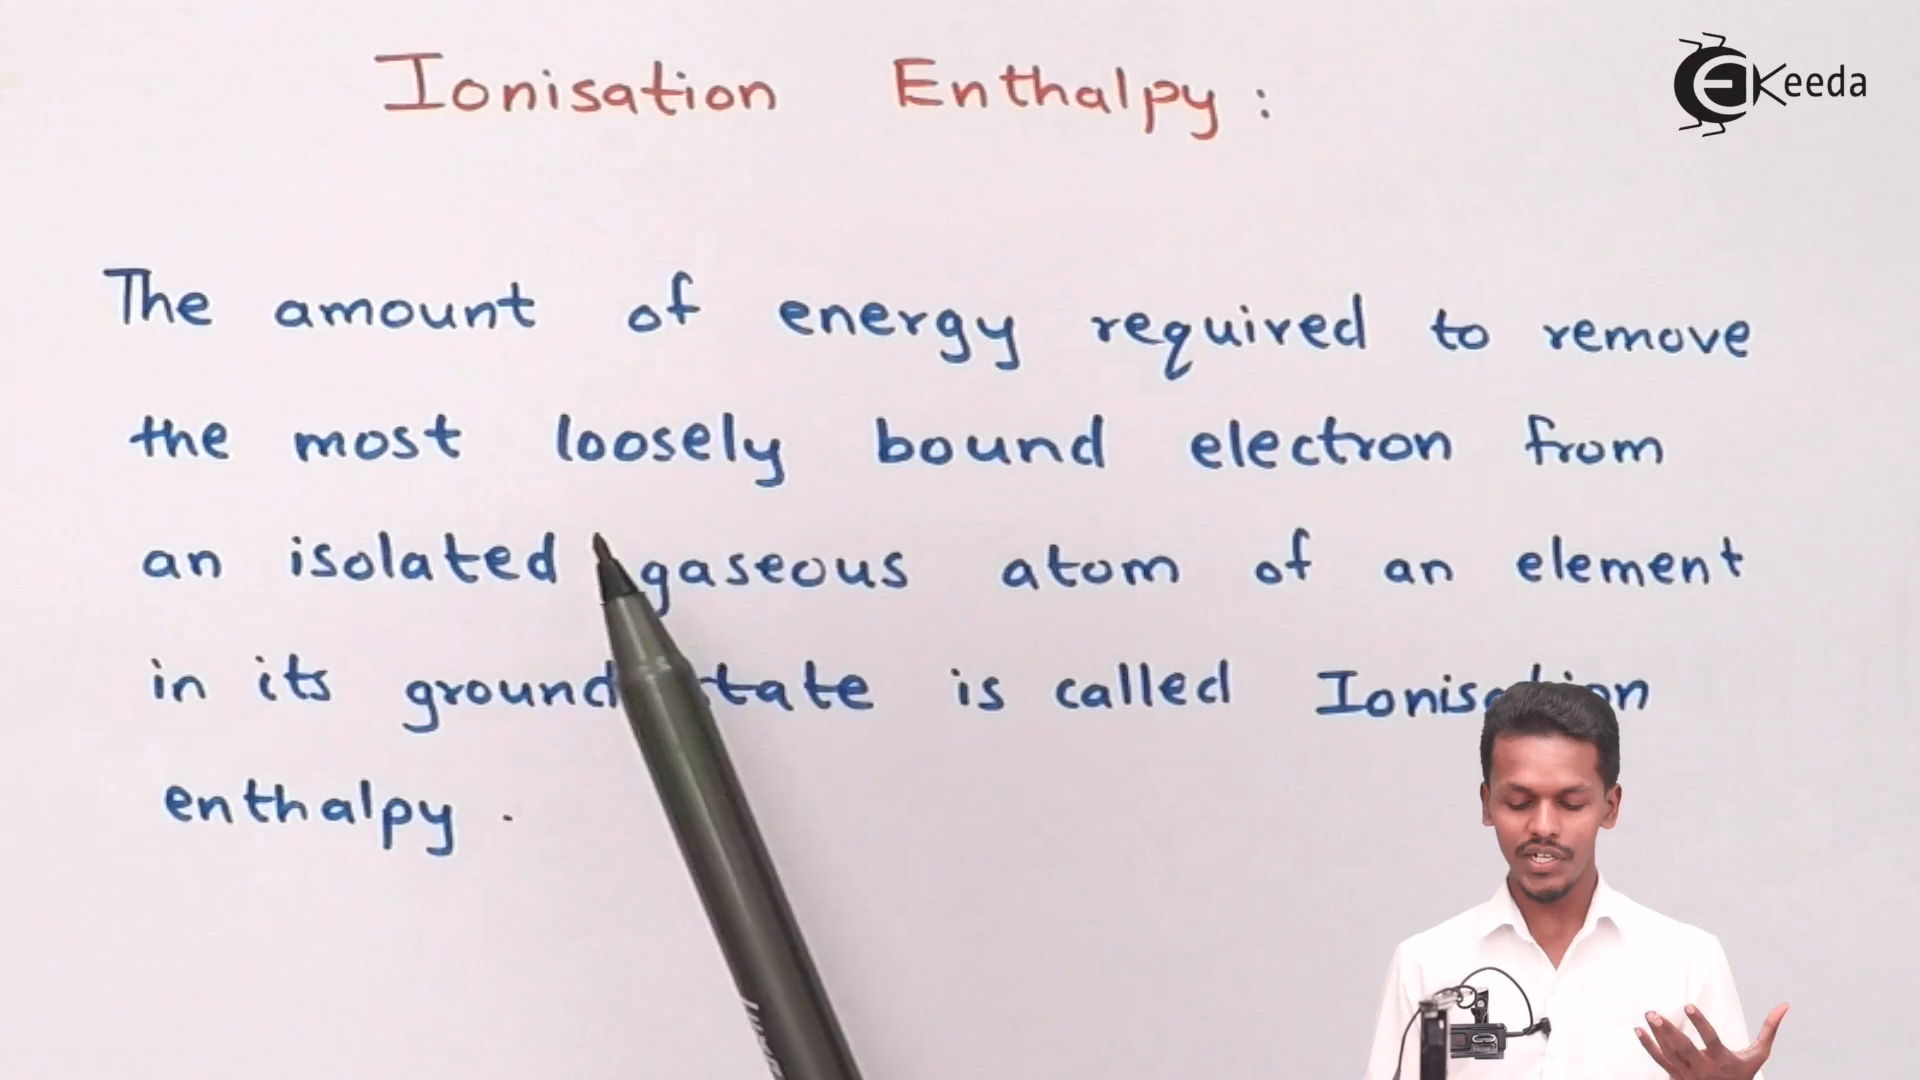 Ionisation Enthalpy:
EKeeda
The amount of energy required to remove
the most loosely bound electron from
an isolated gaseous atom of an element
in its ground state is called Ionisation
enthalpy.